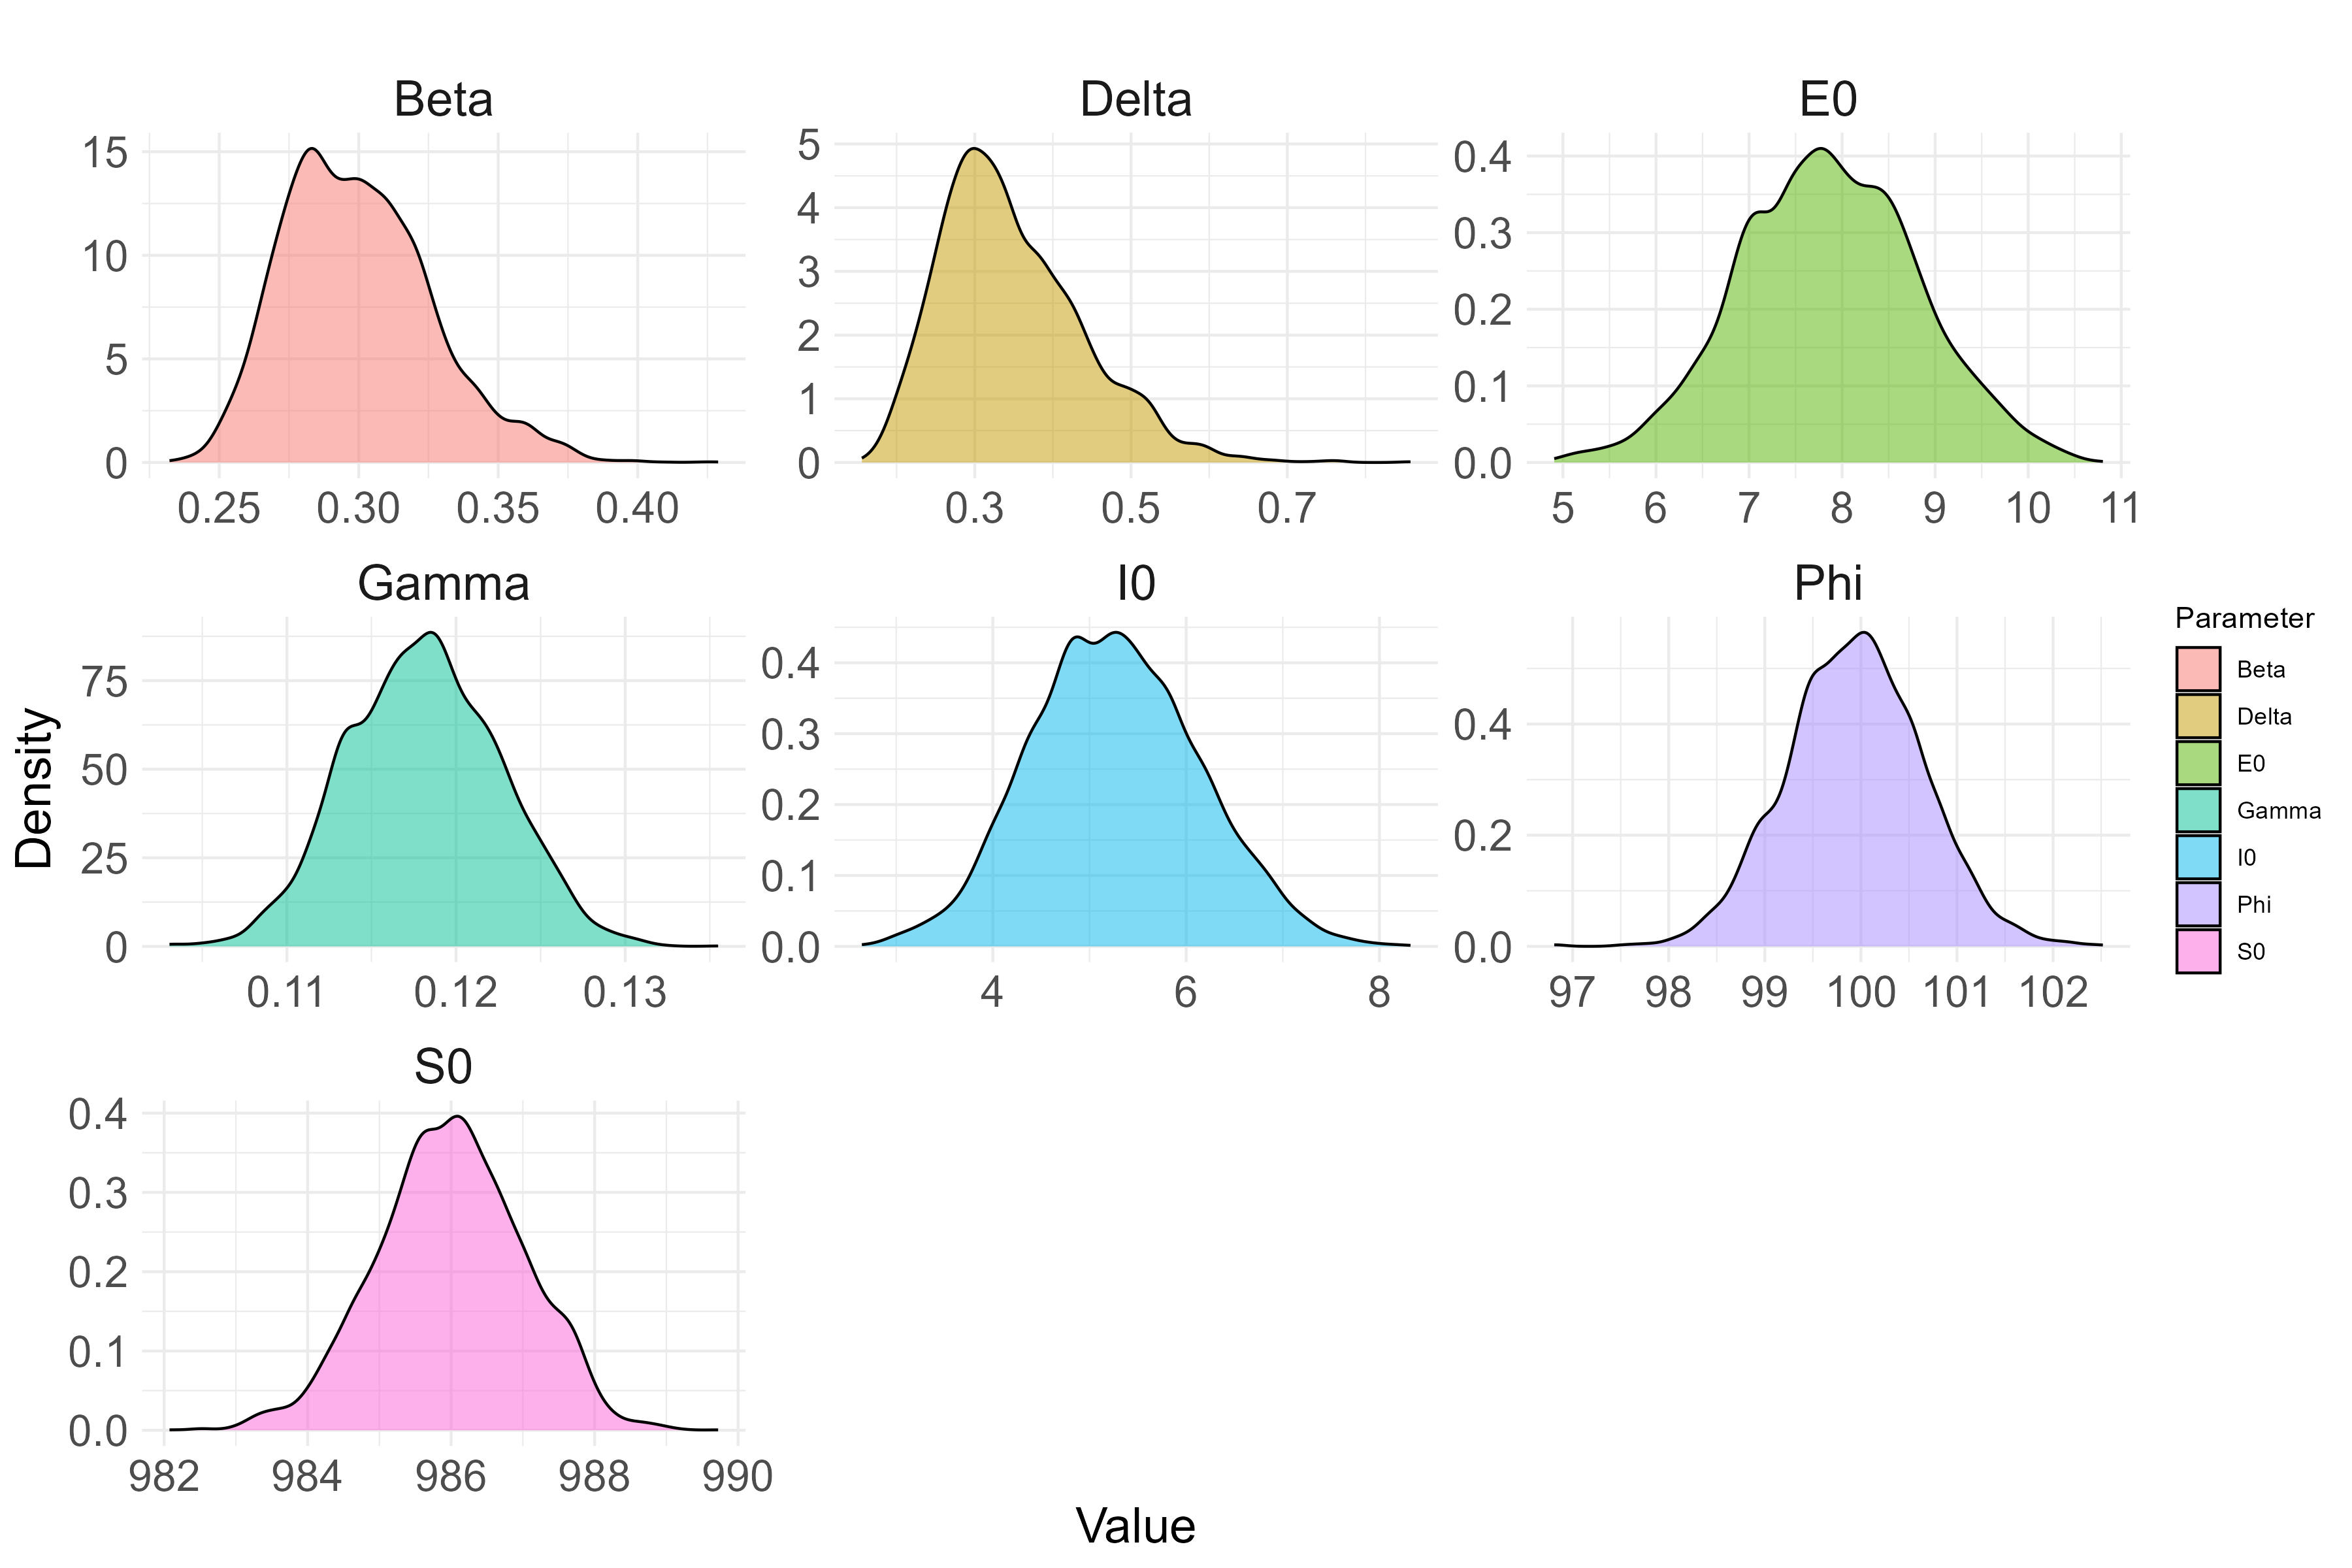 Beta
Delta
E0
15
10
5
0
0.25 0.30 0.35 0.40
5
4
3
2
1
0
0.3 0.5 0.7
0.4
0.3
0.2
0.1
0.0
5 6 7 8 9 10 11
Gamma
I0
Phi
Density
75
50
25
0
0.11 0.12 0.13
0.4
0.3
0.2
0.1
0.0
4 6 8
0.4
0.2
0.0
97 98 99 100 101 102
Parameter
Beta
Delta
E0
Gamma
I0
Phi
S0
S0
0.4
0.3
0.2
0.1
0.0
982 984 986 988 990
Value